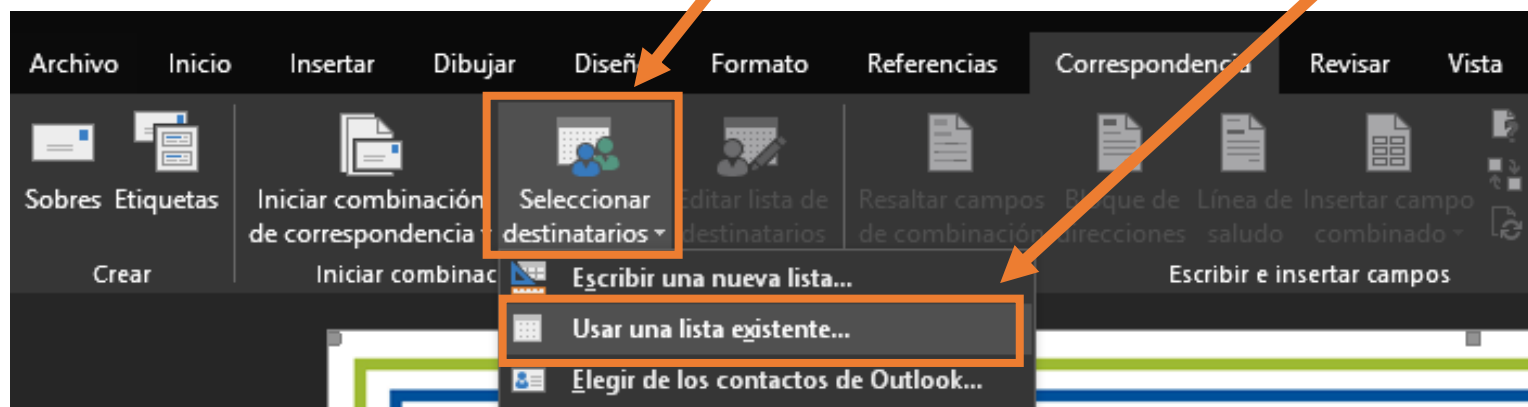 Archivo Inicio Insertar Dibujar Diseñ Formato Referencias Correspondencia Revisar Vista
Sobres Etiquetas Iniciar combinación Seleccionar Editar lista de Resaltar campos Bloque de Línea de Insertar campo
de correspondencia destinatarios destinatarios de combinación direcciones saludo combinado
Crear Iniciar combinac Escribir e insertar campos
Escribir una nueva lista...
Usar una lista existente...
Elegir de los contactos de Outlook...